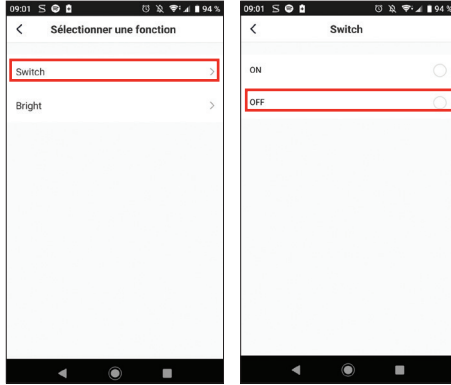 09:01 S 94 %
Sélectionner une fonction
Switch
Bright
09:01 S 94 %
Switch
ON
OFF